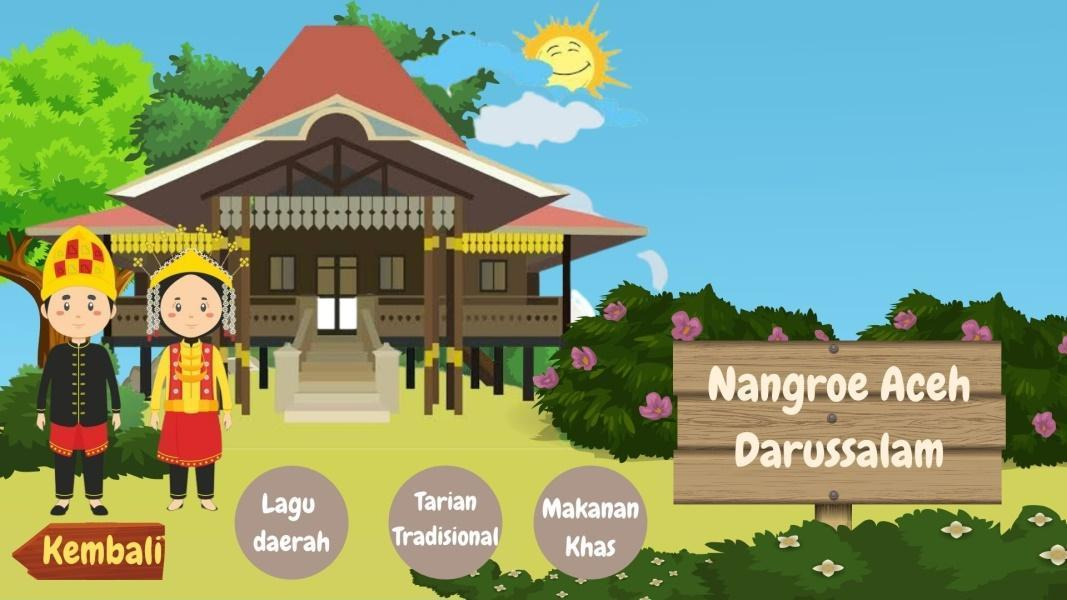 Nangroe Aceh
Darussalam
Lagu
daerah
Tarian
Tradisional
Makanan
Khas
Kembali